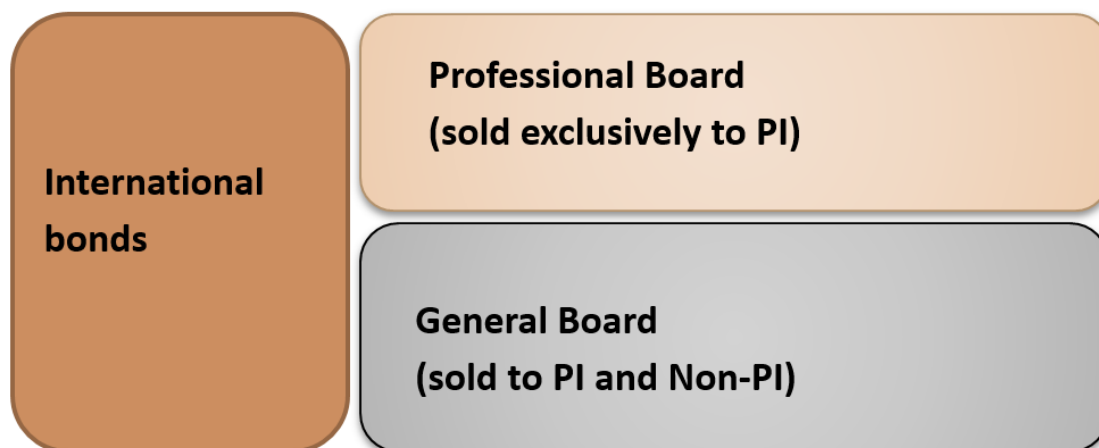 International
bonds
Professional Board
(sold exclusively to PI)
General Board
(sold to PI and Non-PI)